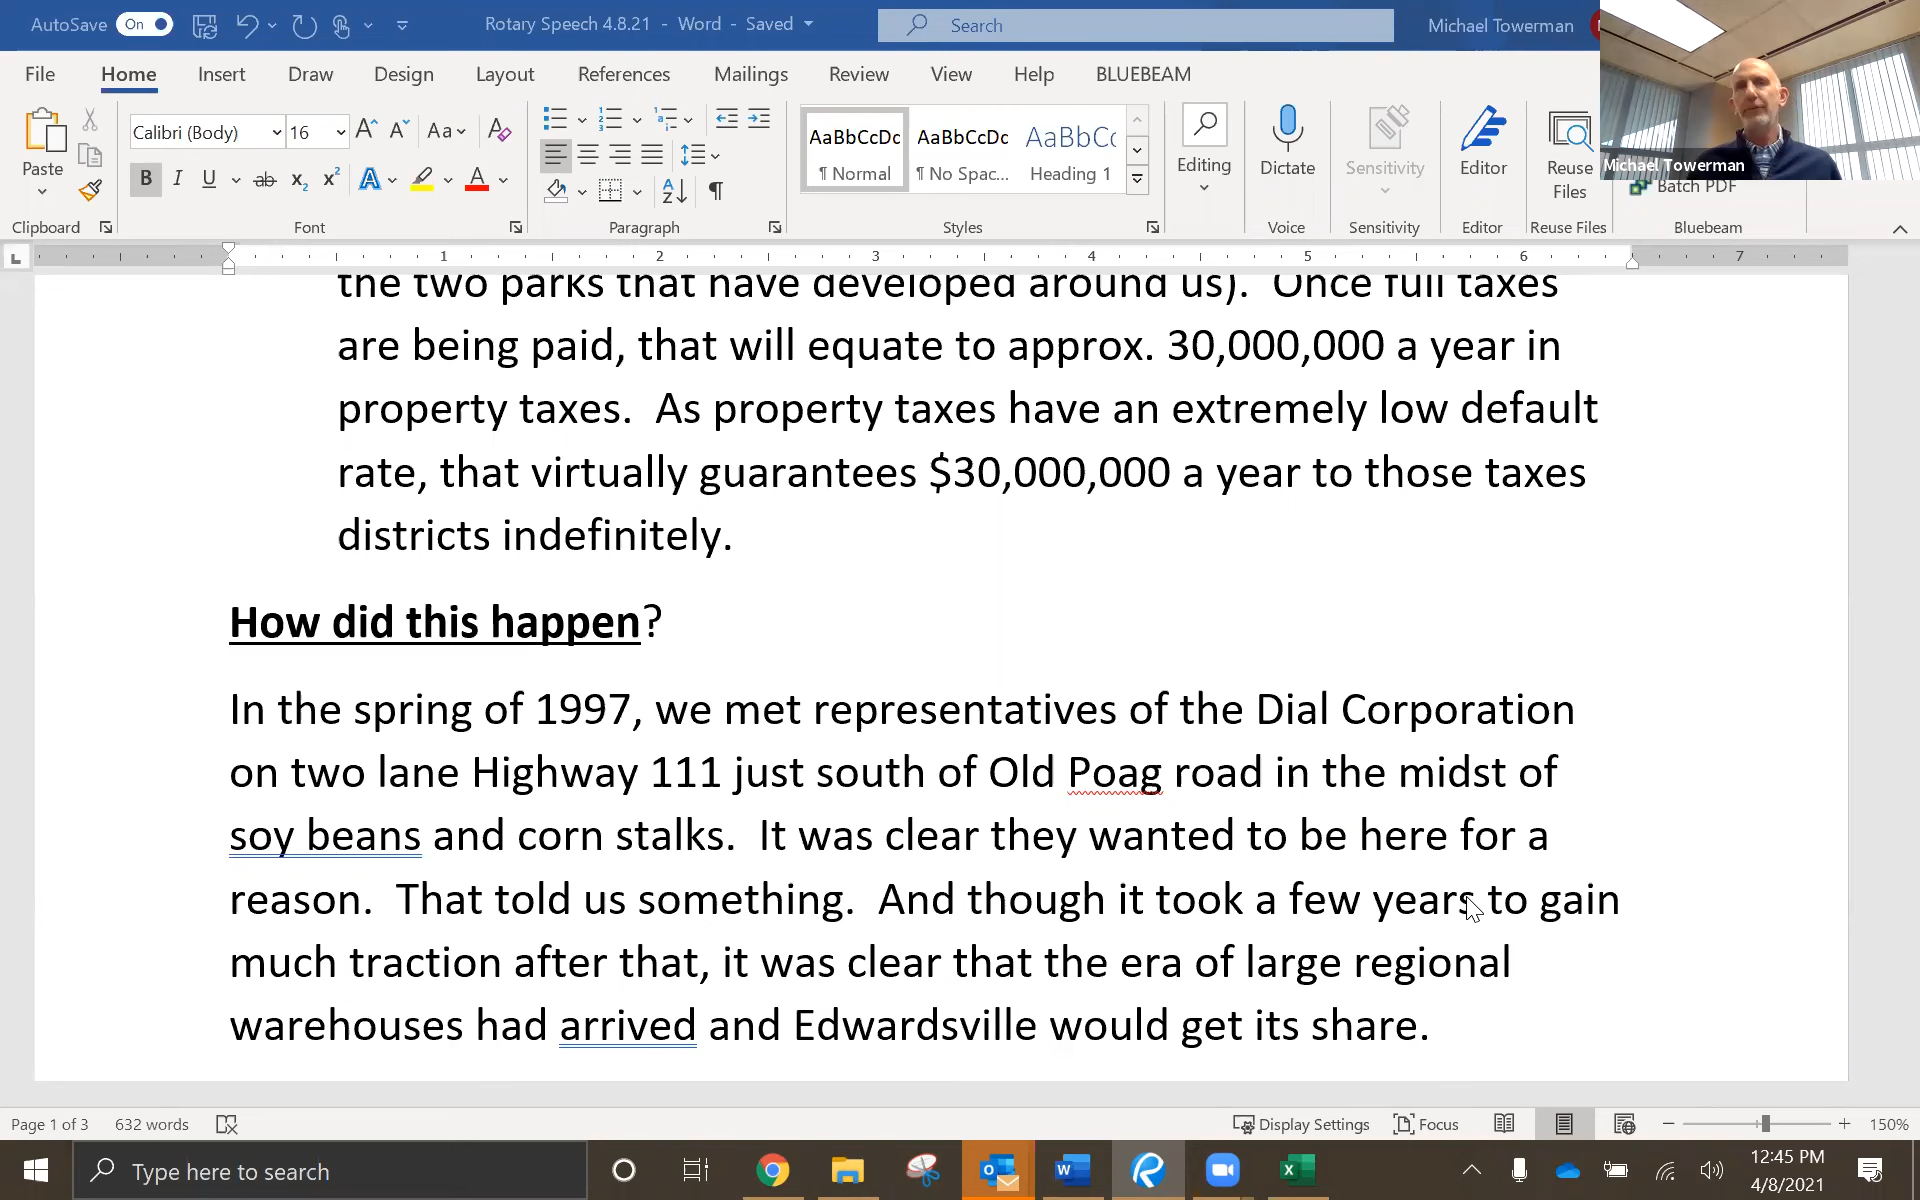 AutoSave On Rotary Speech 4.8.21 - Word - Saved Search Michael Towerman
File Home Insert Draw Design Layout References Mailings Review View Help BLUEBEAM
Calibri (Body) 16 Aa
AaBbCcDc AaBbCcDc AaBbCc
Paste ¶ Normal ¶ No Spac... Heading 1 Editing Dictate Sensitivity Editor Reuse Files
Michael Towerman
Batch PDF
Clipboard Font Paragraph Styles Voice Sensitivity Editor Reuse Files Bluebeam
1 2 3 4 5 6 7
the two parks that have developed around us).  Once full taxes
are being paid, that will equate to approx. 30,000,000 a year in
property taxes.  As property taxes have an extremely low default
rate, that virtually guarantees $30,000,000 a year to those taxes
districts indefinitely.
How did this happen?
In the spring of 1997, we met representatives of the Dial Corporation
on two lane Highway 111 just south of Old Poag road in the midst of
soy beans and corn stalks.  It was clear they wanted to be here for a
reason.  That told us something.  And though it took a few years to gain
much traction after that, it was clear that the era of large regional
warehouses had arrived and Edwardsville would get its share.
Page 1 of 3 632 words Display Settings Focus 150%
Type here to search 12:45 PM
4/8/2021